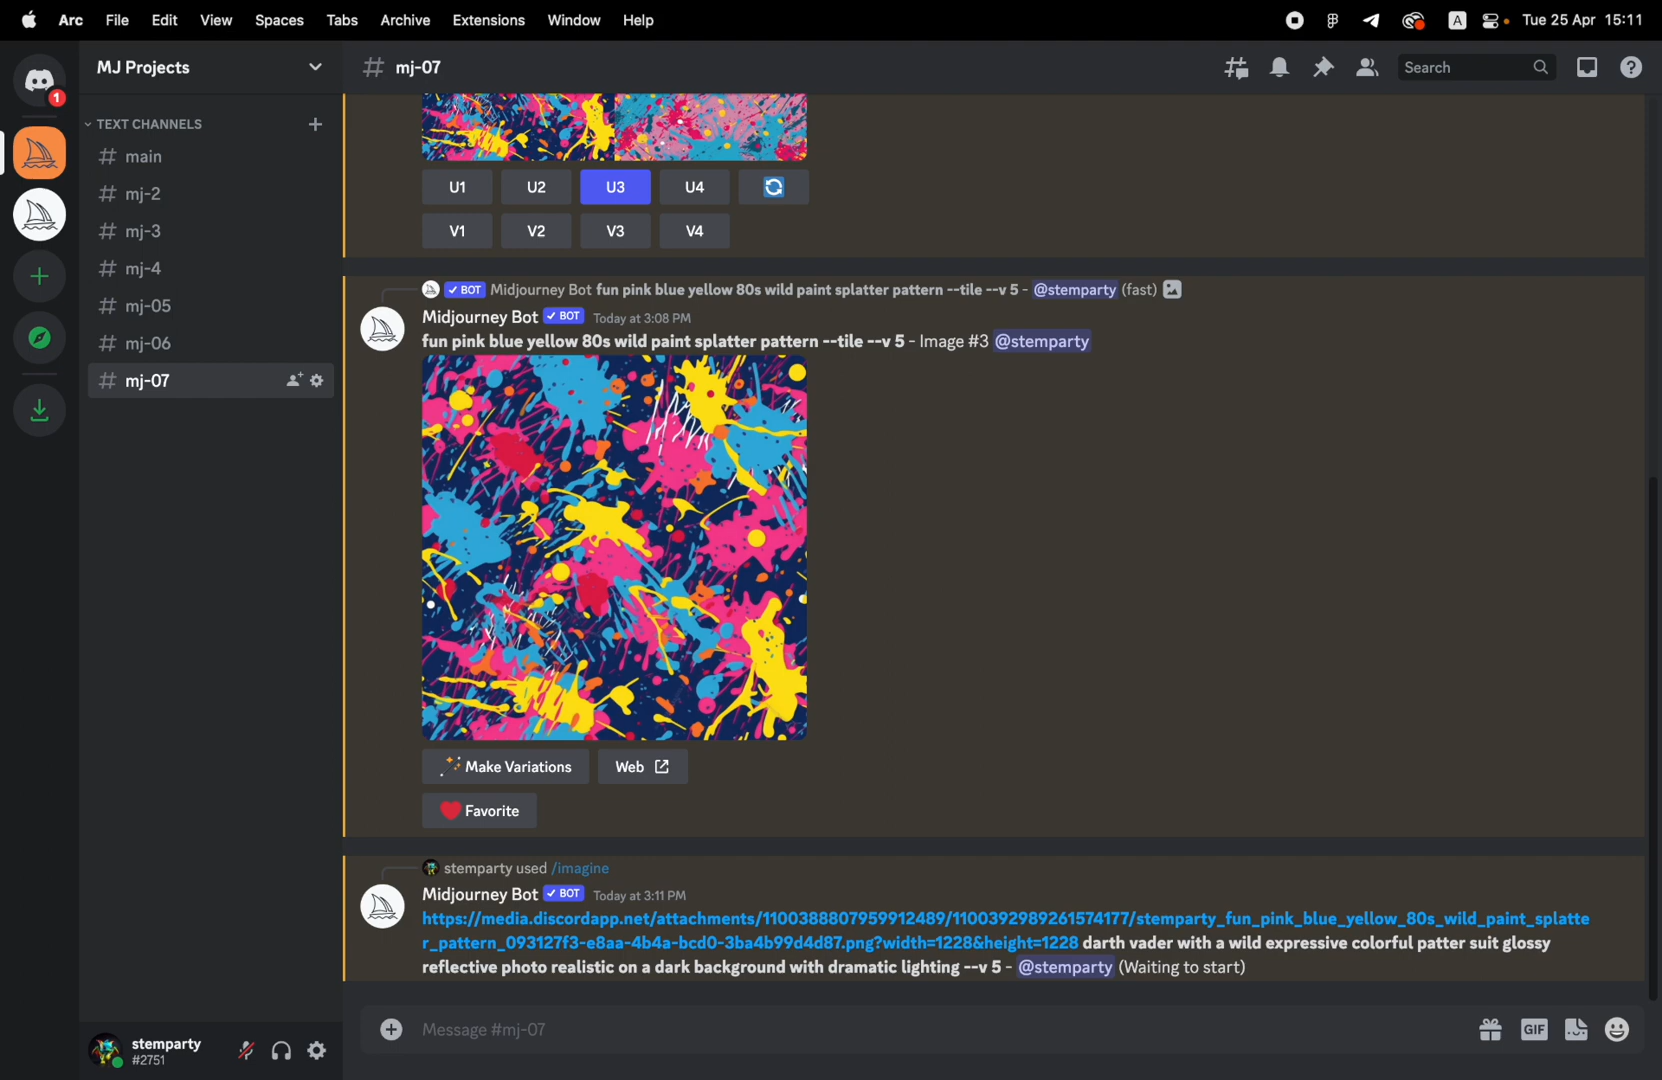 Arc File Edit View Spaces Tabs Archive Extensions Window Help A Tue 25 Apr 15:11
MJ Projects
# mj-07
Search
1
TEXT CHANNELS
# main
# mj-2
# mj-3
# mj-4
# mj-05
# mj-06
# mj-07
U1 U2 U3 U4
V1 V2 V3 V4
BOT Midjourney Bot fun pink blue yellow 80s wild paint splatter pattern --tile --v 5 - @stemparty (fast)
Midjourney Bot BOT Today at 3:08 PM
fun pink blue yellow 80s wild paint splatter pattern --tile --v 5 - Image #3 @stemparty
Make Variations Web
Favorite
stemparty used /imagine
Midjourney Bot BOT Today at 3:11 PM
https://media.discordapp.net/attachments/1100388807959912489/1100392989261574177/stemparty_fun_pink_blue_yellow_80s_wild_paint_splatte
r_pattern_093127f3-e8aa-4b4a-bcd0-3ba4b99d4d87.png?width=1228&height=1228 darth vader with a wild expressive colorful patter suit glossy
reflective photo realistic on a dark background with dramatic lighting --v 5 - @stemparty (Waiting to start)
Message #mj-07
GIF
stemparty
#2751